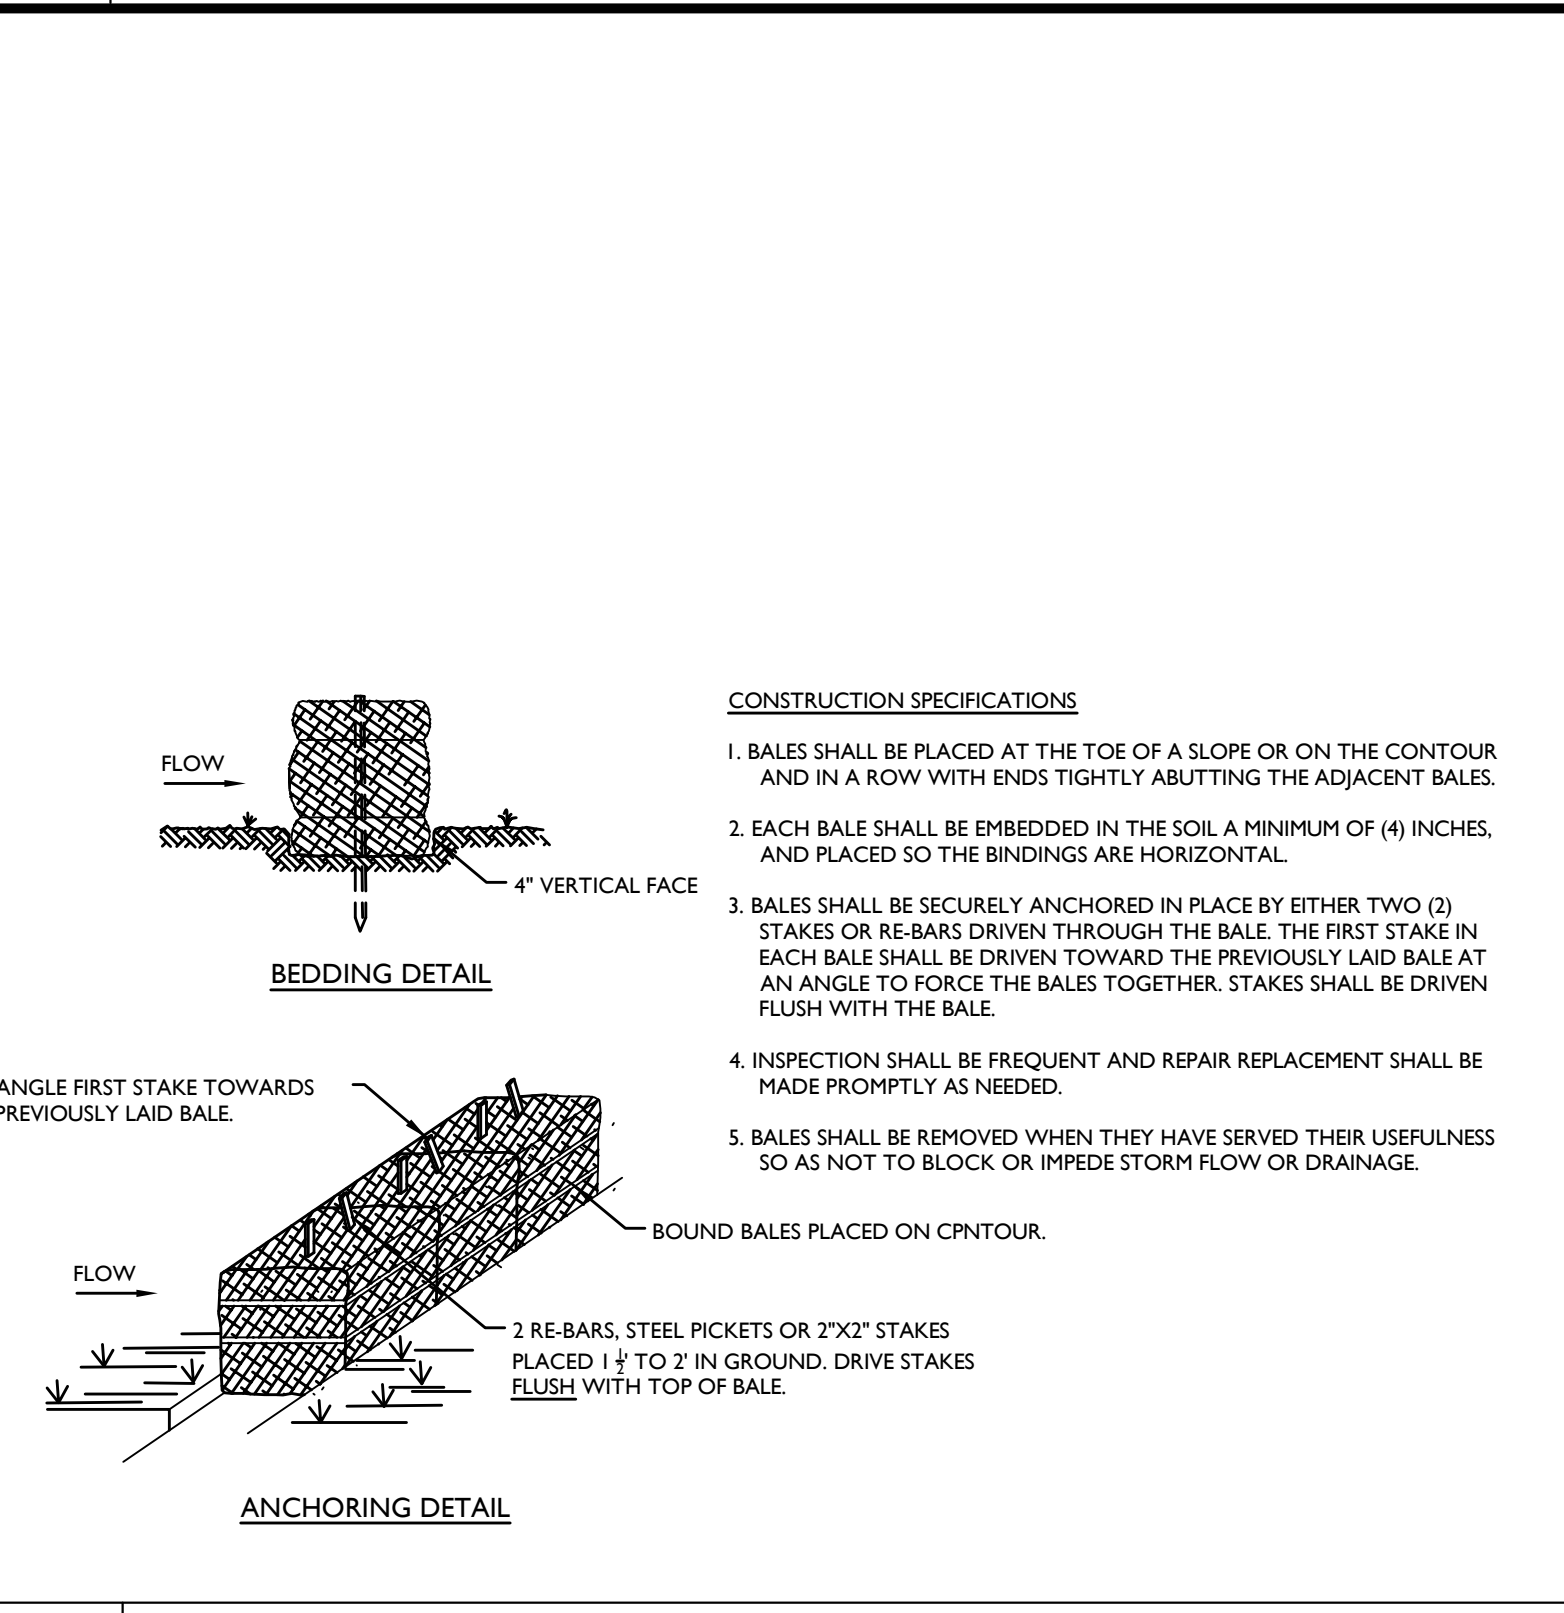 FLOW
4" VERTICAL FACE
BEDDING DETAIL
CONSTRUCTION SPECIFICATIONS
1. BALES SHALL BE PLACED AT THE TOE OF A SLOPE OR ON THE CONTOUR
AND IN A ROW WITH ENDS TIGHTLY ABUTTING THE ADJACENT BALES.
2. EACH BALE SHALL BE EMBEDDED IN THE SOIL A MINIMUM OF (4) INCHES,
AND PLACED SO THE BINDINGS ARE HORIZONTAL.
3. BALES SHALL BE SECURELY ANCHORED IN PLACE BY EITHER TWO (2)
STAKES OR RE-BARS DRIVEN THROUGH THE BALE. THE FIRST STAKE IN
EACH BALE SHALL BE DRIVEN TOWARD THE PREVIOUSLY LAID BALE AT
AN ANGLE TO FORCE THE BALES TOGETHER. STAKES SHALL BE DRIVEN
FLUSH WITH THE BALE.
4. INSPECTION SHALL BE FREQUENT AND REPAIR REPLACEMENT SHALL BE
MADE PROMPTLY AS NEEDED.
5. BALES SHALL BE REMOVED WHEN THEY HAVE SERVED THEIR USEFULNESS
SO AS NOT TO BLOCK OR IMPEDE STORM FLOW OR DRAINAGE.
ANGLE FIRST STAKE TOWARDS
PREVIOUSLY LAID BALE.
BOUND BALES PLACED ON CPNTOUR.
FLOW
2 RE-BARS, STEEL PICKETS OR 2"X2" STAKES
PLACED 1 ½' TO 2' IN GROUND. DRIVE STAKES
FLUSH WITH TOP OF BALE.
ANCHORING DETAIL